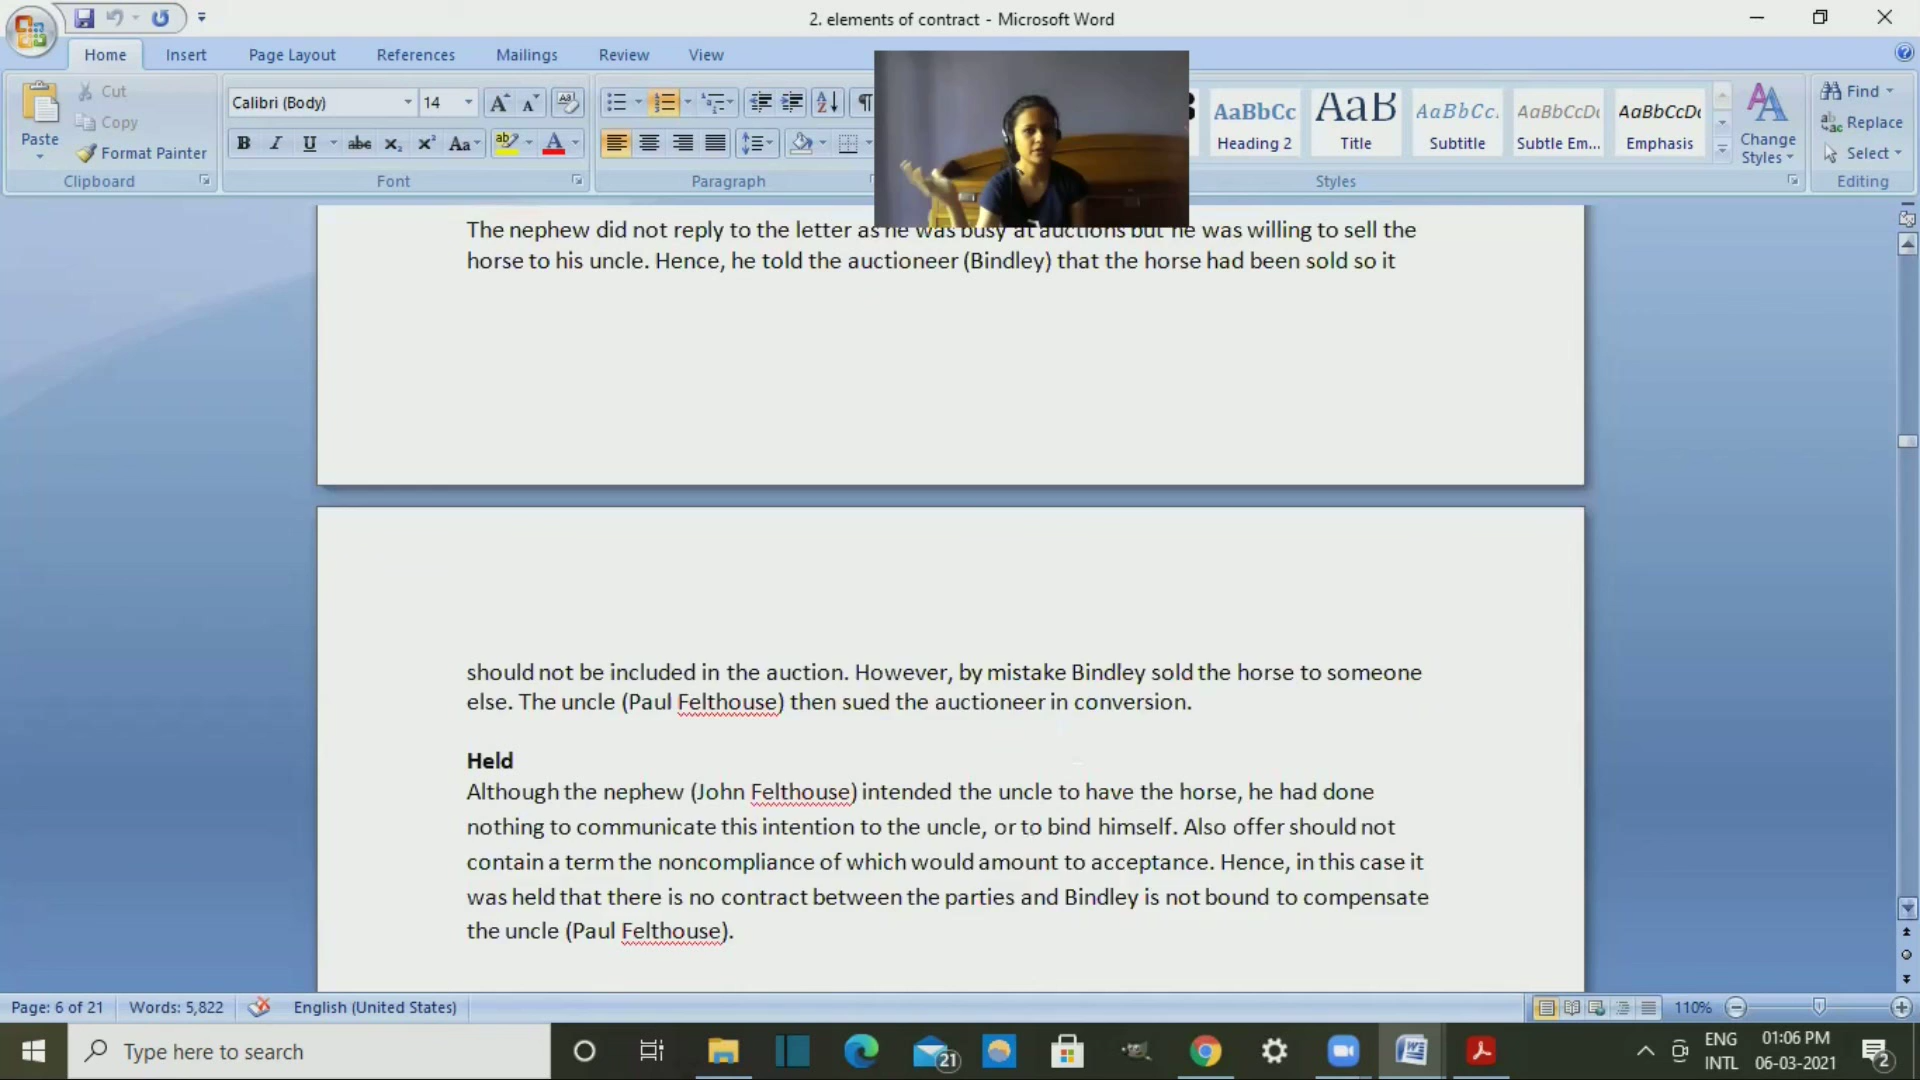 2. elements of contract - Microsoft Word
Home Insert Page Layout References Mailings Review View
Paste
Cut
Copy
Format Painter
Clipboard
Calibri (Body) 14
Font
Paragraph
AaBbCc Heading 2
AaB Title
AaBbCc. Subtitle
AaBbCcDc Subtle Em...
AaBbCcDc Emphasis
Change Styles
Styles
Find
Replace
Select
Editing
The nephew did not reply to the letter as he was busy at auctions but he was willing to sell the
horse to his uncle. Hence, he told the auctioneer (Bindley) that the horse had been sold so it
should not be included in the auction. However, by mistake Bindley sold the horse to someone
else. The uncle (Paul Felthouse) then sued the auctioneer in conversion.
Held
Although the nephew (John Felthouse) intended the uncle to have the horse, he had done
nothing to communicate this intention to the uncle, or to bind himself. Also offer should not
contain a term the noncompliance of which would amount to acceptance. Hence, in this case it
was held that there is no contract between the parties and Bindley is not bound to compensate
the uncle (Paul Felthouse).
Page: 6 of 21 Words: 5,822 English (United States) 110%
Type here to search
21
ENG
INTL
01:06 PM
06-03-2021
2